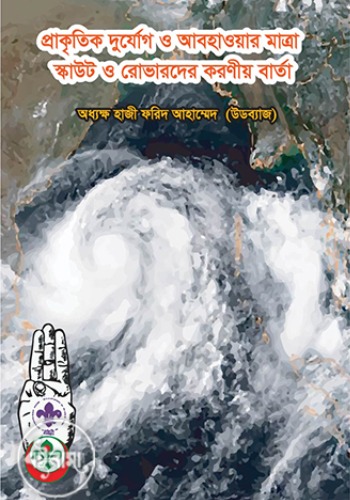 প্রাকৃতিক দুর্যোগ ও আবহাওয়ার মাত্রা
স্কাউট ও রোভারদের করণীয় বার্তা
অধ্যক্ষ হাজী ফরিদ আহাম্মেদ (উডব্যাজ)